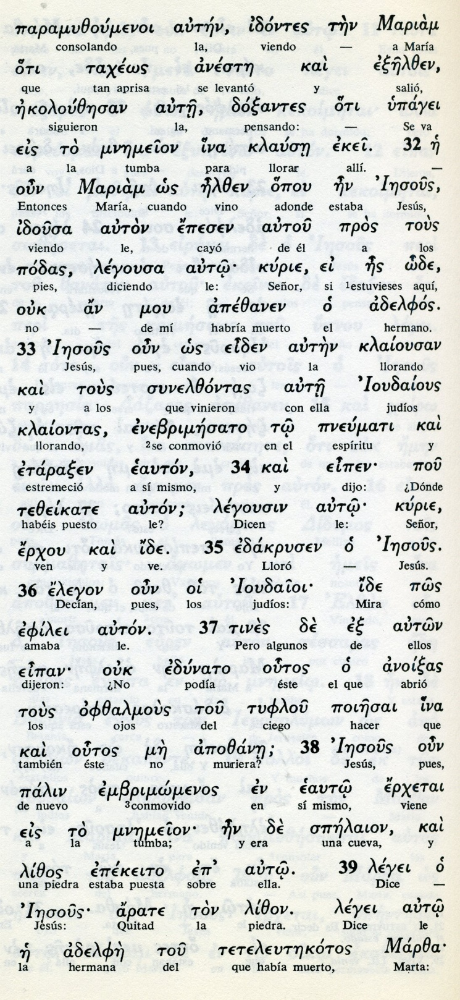 παραμυθούμενοι αὐτήν, ἰδόντες τὴν Μαριὰμ
consolando la, viendo — a María
ὅτι ταχέως ἀνέστη καὶ ἐξῆλθεν,
que tan aprisa se levantó y salió,
ἠκολούθησαν αὐτῇ, δόξαντες ὅτι ὑπάγει
siguieron la, pensando: — Se va
εἰς τὸ μνημεῖον ἵνα κλαύσῃ ἐκεῖ. 32 ἡ
a la tumba para llorar allí. —
οὖν Μαριὰμ ὡς ἦλθεν ὅπου ἦν Ἰησοῦς,
Entonces María, cuando vino adonde estaba Jesús,
ἰδοῦσα αὐτὸν ἔπεσεν αὐτοῦ πρὸς τοὺς
viendo le, cayó de él a los
πόδας, λέγουσα αὐτῷ· κύριε, εἰ ἦς ὧδε,
pies, diciendo le: Señor, si 1estuvieses aquí,
οὐκ ἄν μου ἀπέθανεν ὁ ἀδελφός.
no — de mí habría muerto el hermano.
33 Ἰησοῦς οὖν ὡς εἶδεν αὐτὴν κλαίουσαν
Jesús, pues, cuando vio la llorando
καὶ τοὺς συνελθόντας αὐτῇ Ἰουδαίους
y a los que vinieron con ella judíos
κλαίοντας, ἐνεβριμήσατο τῷ πνεύματι καὶ
llorando, 2se conmovió en el espíritu y
ἐτάραξεν ἑαυτόν, 34 καὶ εἶπεν· ποῦ
estremeció a sí mismo, y dijo: ¿Dónde
τεθείκατε αὐτόν; λέγουσιν αὐτῷ· κύριε,
habéis puesto le? Dicen le: Señor,
ἔρχου καὶ ἴδε. 35 ἐδάκρυσεν ὁ Ἰησοῦς.
ven y ve. Lloró — Jesús.
36 ἔλεγον οὖν οἱ Ἰουδαῖοι· ἴδε πῶς
Decían, pues, los judíos: Mira cómo
ἐφίλει αὐτόν. 37 τινὲς δὲ ἐξ αὐτῶν
amaba le. Pero algunos de ellos
εἶπαν· οὐκ ἐδύνατο οὗτος ὁ ἀνοίξας
dijeron: ¿No podía éste el que abrió
τοὺς ὀφθαλμοὺς τοῦ τυφλοῦ ποιῆσαι ἵνα
los ojos del ciego hacer que
καὶ οὗτος μὴ ἀποθάνῃ; 38 Ἰησοῦς οὖν
también éste no muriera? Jesús, pues,
πάλιν ἐμβριμώμενος ἐν ἑαυτῷ ἔρχεται
de nuevo 3conmovido en sí mismo, viene
εἰς τὸ μνημεῖον· ἦν δὲ σπήλαιον, καὶ
a la tumba; y era una cueva, y
λίθος ἐπέκειτο ἐπ' αὐτῷ. 39 λέγει ὁ
una piedra estaba puesta sobre ella. Dice —
Ἰησοῦς· ἄρατε τὸν λίθον. λέγει αὐτῷ
Jesús: Quitad la piedra. Dice le
ἡ ἀδελφὴ τοῦ τετελευτηκότος Μάρθα·
la hermana del que había muerto, Marta: